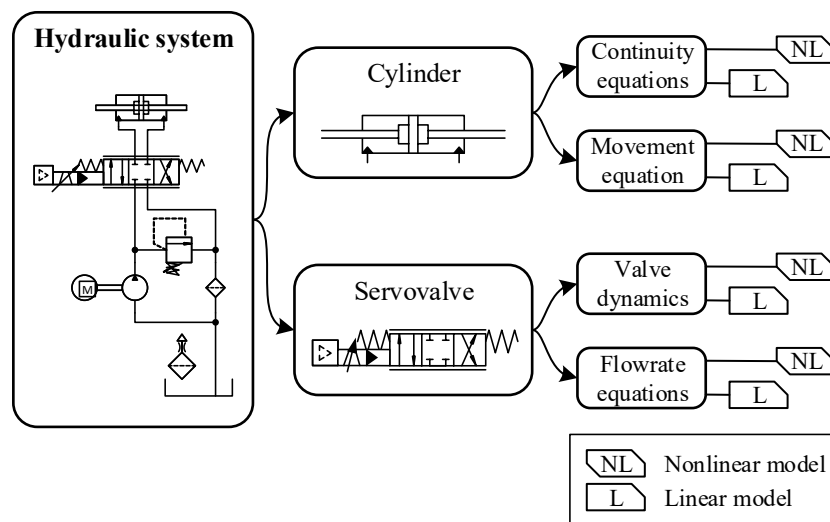 Hydraulic system
M
Cylinder
Servovalve
Continuity
equations
NL
L
Movement
equation
NL
L
Valve
dynamics
NL
L
Flowrate
equations
NL
L
NL Nonlinear model
L Linear model